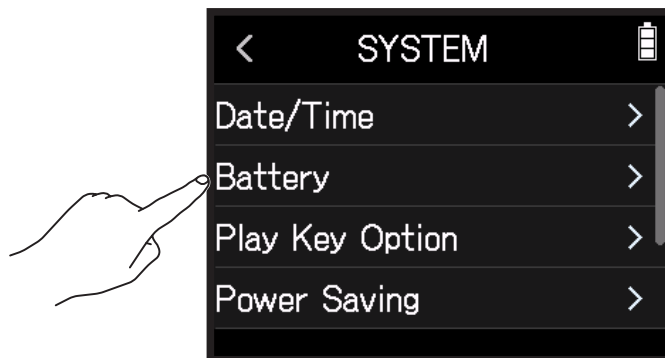 SYSTEM
Date/Time
Battery
Play Key Option
Power Saving